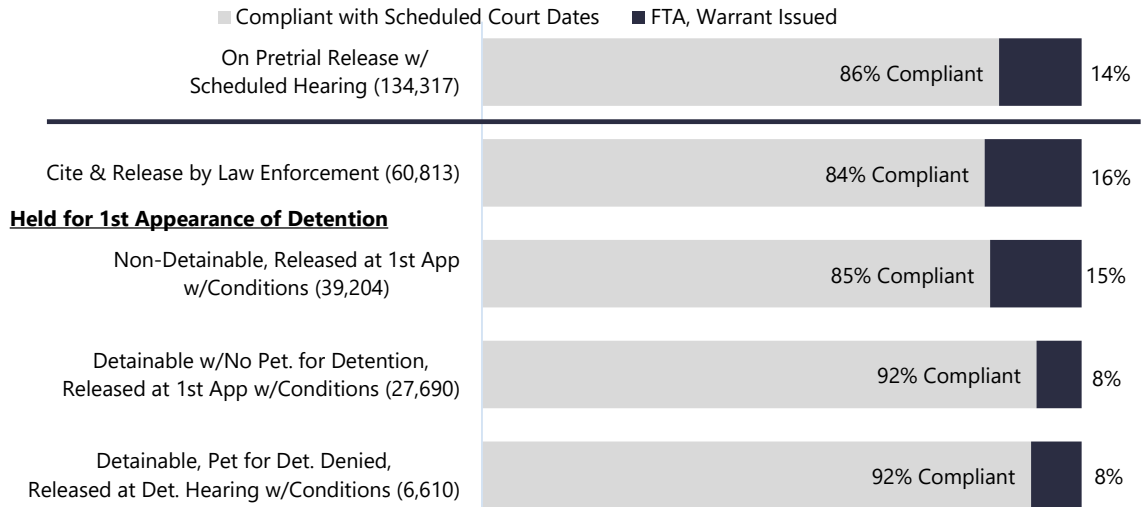 Compliant with Scheduled Court Dates FTA, Warrant Issued
On Pretrial Release w/
Scheduled Hearing (134,317)
86% Compliant
14%
Cite & Release by Law Enforcement (60,813)
84% Compliant
16%
Held for 1st Appearance of Detention
Non-Detainable, Released at 1st App
w/Conditions (39,204)
85% Compliant
15%
Detainable w/No Pet. for Detention,
Released at 1st App w/Conditions (27,690)
92% Compliant
8%
Detainable, Pet for Det. Denied,
Released at Det. Hearing w/Conditions (6,610)
92% Compliant
8%